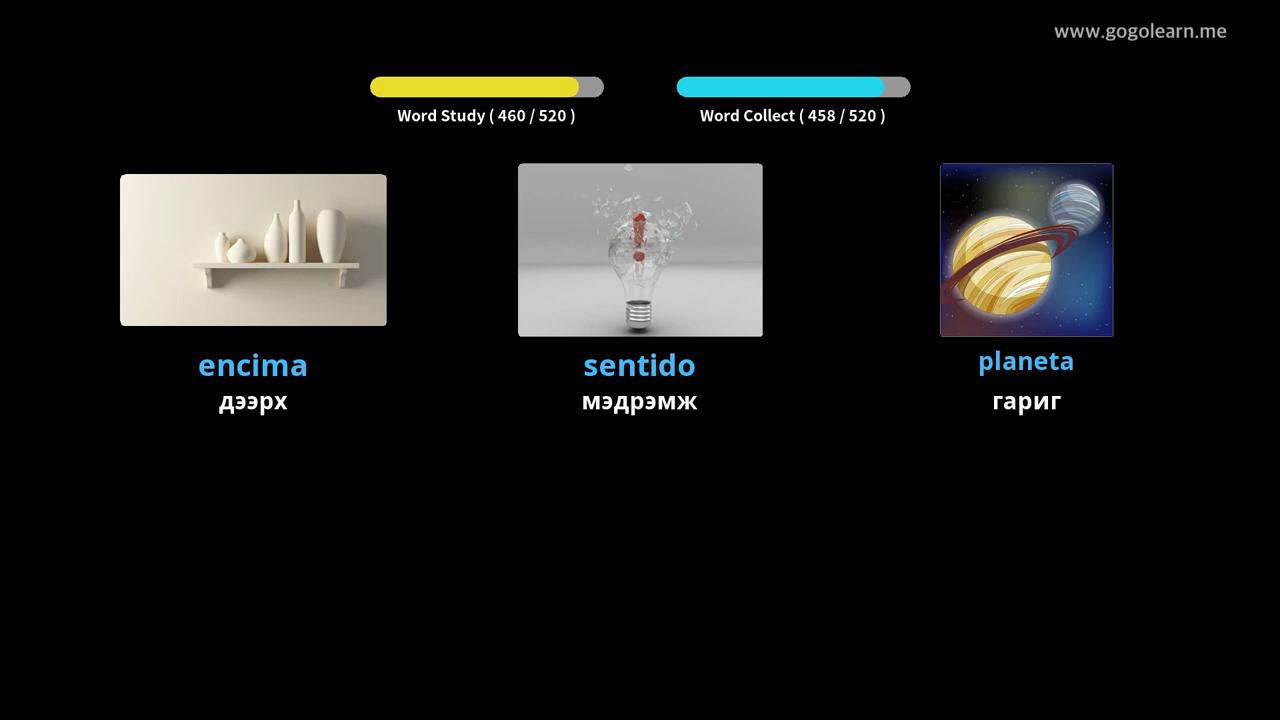 www.gogolearn.me
Word Study ( 460 / 520 )
Word Collect ( 458 / 520 )
encima
дээрх
sentido
мэдрэмж
planeta
гариг